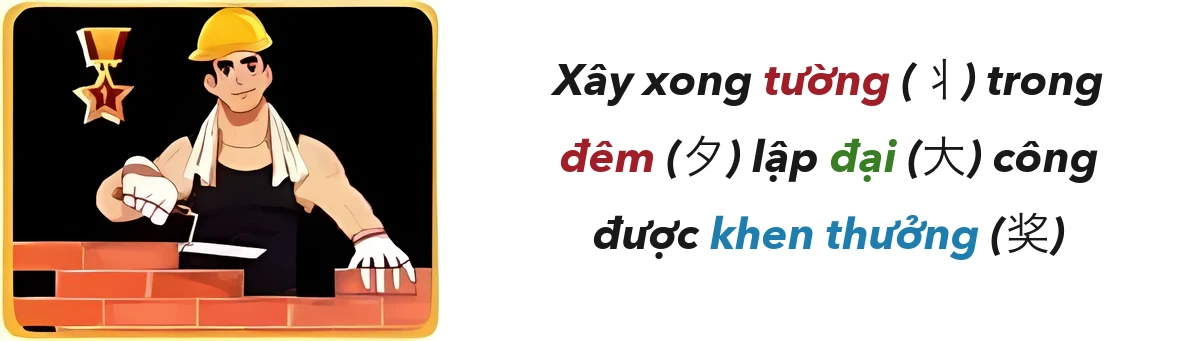 Xây xong tường (丬) trong
đêm (夕) lập đại (大) công
được khen thưởng (奖)